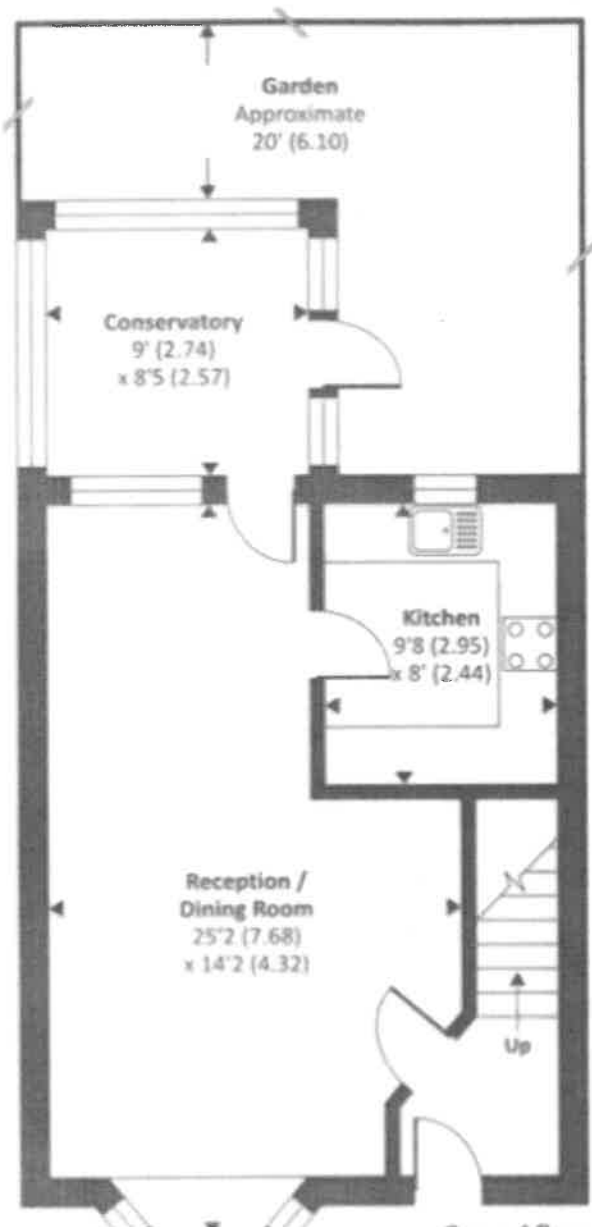 Garden
Approximate
20' (6.10)
Conservatory
9' (2.74)
x 8'5 (2.57)
Kitchen
9'8 (2.95)
x 8' (2.44)
Reception /
Dining Room
25'2 (7.68)
x 14'2 (4.32)
Up